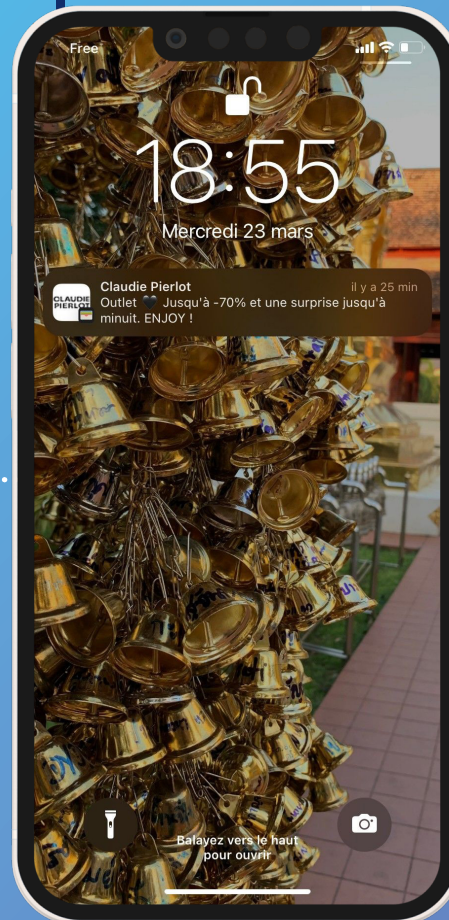 Free
18:55
Mercredi 23 mars
CLAUDIE
PIERLOT
Claudie Pierlot
il y a 25 min
Outlet 🖤 Jusqu'à -70% et une surprise jusqu'à
minuit. ENJOY !
Balayez vers le haut
pour ouvrir